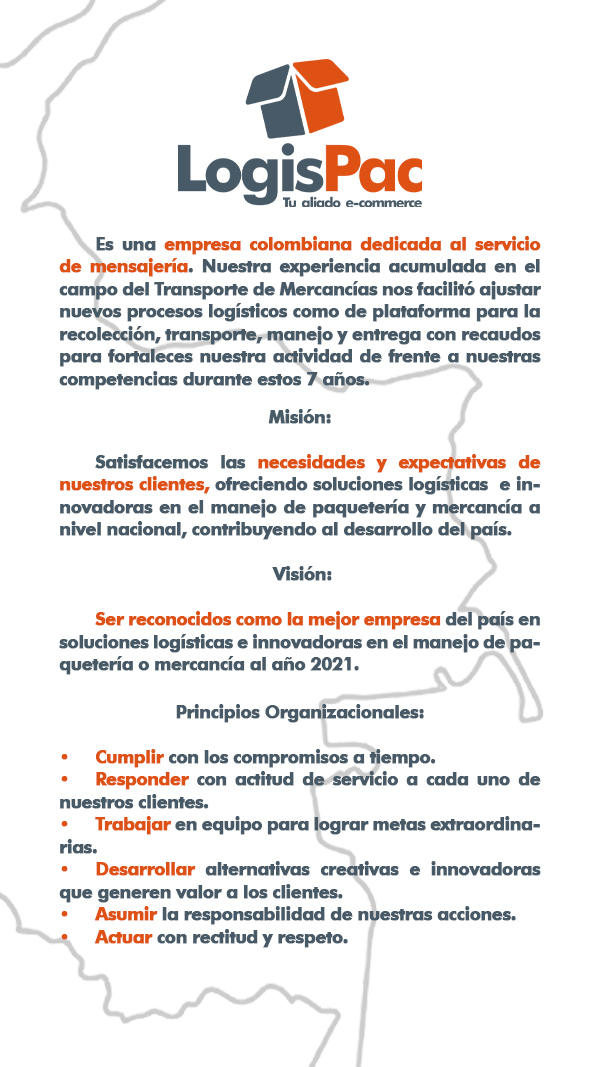 LogisPac
Tu aliado e-commerce
Es una empresa colombiana dedicada al servicio
de mensajería. Nuestra experiencia acumulada en el
campo del Transporte de Mercancías nos facilitó ajustar
nuevos procesos logísticos como de plataforma para la
recolección, transporte, manejo y entrega con recaudos
para fortaleces nuestra actividad de frente a nuestras
competencias durante estos 7 años.
Misión:
Satisfacemos las necesidades y expectativas de
nuestros clientes, ofreciendo soluciones logísticas e in-
novadoras en el manejo de paquetería y mercancía a
nivel nacional, contribuyendo al desarrollo del país.
Visión:
Ser reconocidos como la mejor empresa del país en
soluciones logísticas e innovadoras en el manejo de pa-
quetería o mercancía al año 2021.
Principios Organizacionales:
• Cumplir con los compromisos a tiempo.
• Responder con actitud de servicio a cada uno de
nuestros clientes.
• Trabajar en equipo para lograr metas extraordina-
rias.
• Desarrollar alternativas creativas e innovadoras
que generen valor a los clientes.
• Asumir la responsabilidad de nuestras acciones.
• Actuar con rectitud y respeto.